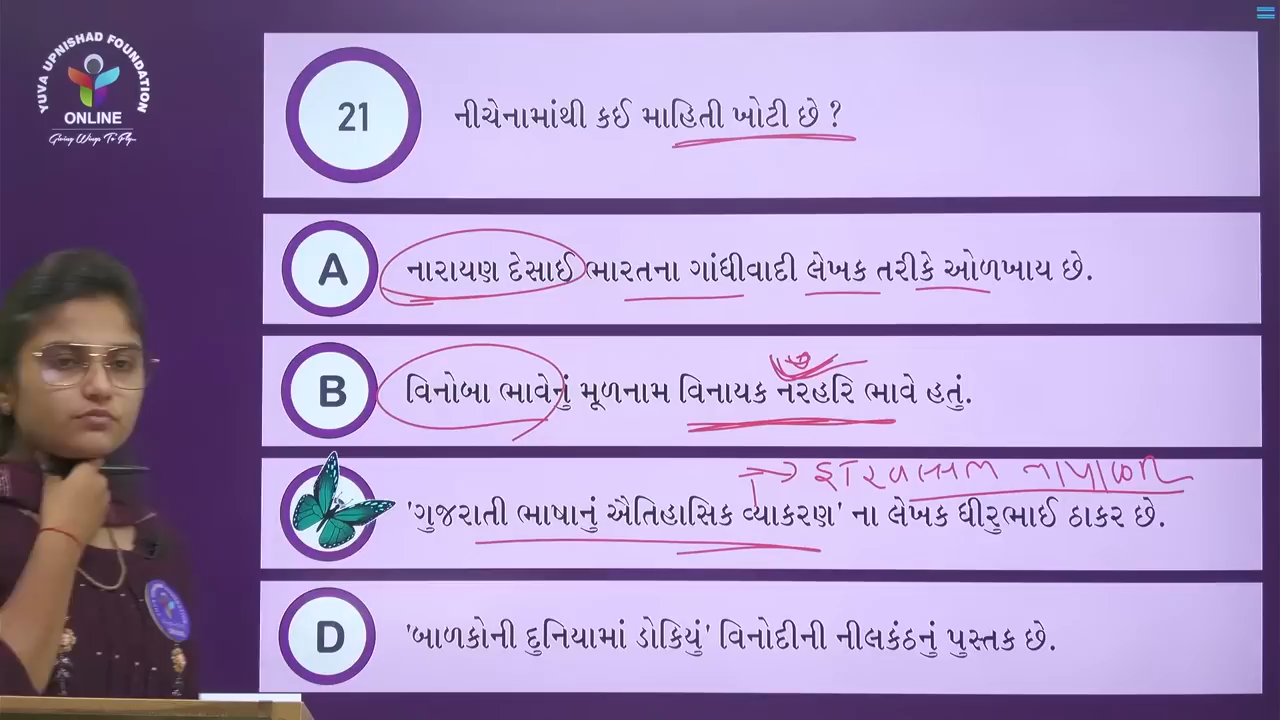 YUVA UPNISHAD FOUNDATION
ONLINE
Giving Wings To Fly...
21
નીચેનામાંથી કઈ માહિતી ખોટી છે ?
A
નારાયણ દેસાઈ ભારતના ગાંધીવાદી લેખક તરીકે ઓળખાય છે.
B
વિનોબા ભાવેનું મૂળનામ વિનાયક નરહરિ ભાવે હતું.
'ગુજરાતી ભાષાનું ઐતિહાસિક વ્યાકરણ' ના લેખક ધીરુભાઈ ઠાકર છે.
D
'બાળકોની દુનિયામાં ડોકિયું' વિનોદીની નીલકંઠનું પુસ્તક છે.